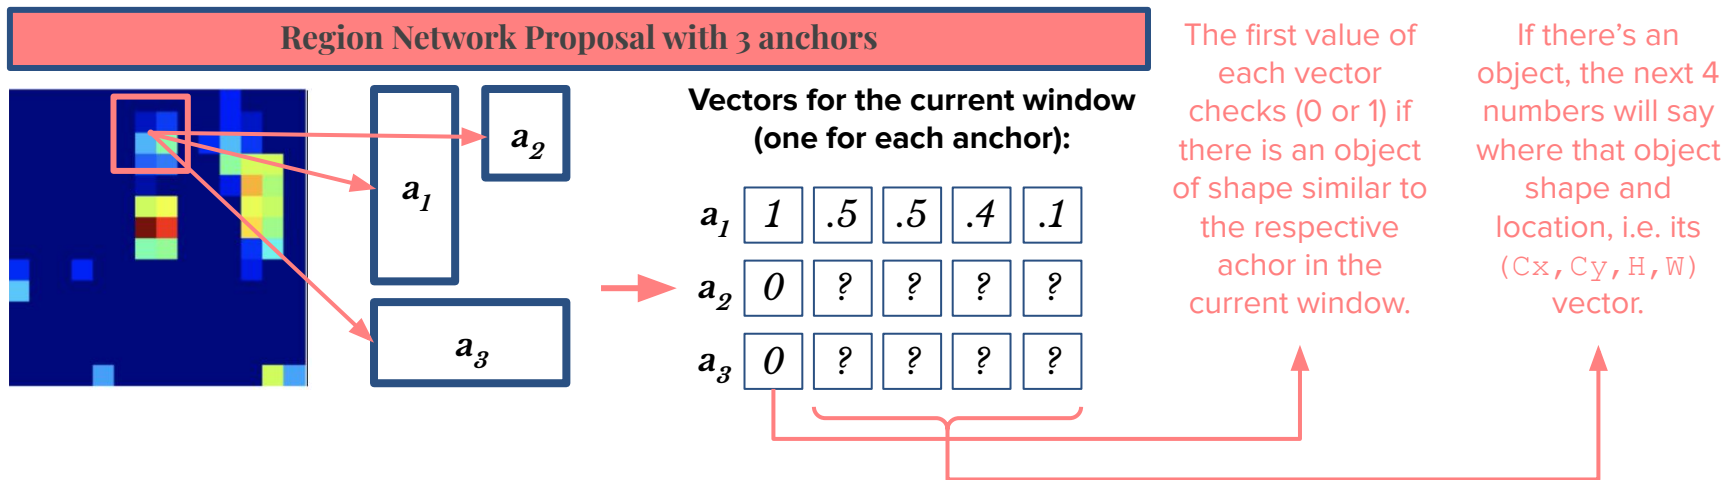 Region Network Proposal with 3 anchors
a1
a2
a3
Vectors for the current window
(one for each anchor):
a1 1 .5 .5 .4 .1
a2 0 ? ? ? ?
a3 0 ? ? ? ?
The first value of
each vector
checks (0 or 1) if
there is an object
of shape similar to
the respective
achor in the
current window.
If there's an
object, the next 4
numbers will say
where that object
shape and
location, i.e. its
(Cx,Cy,H,W)
vector.